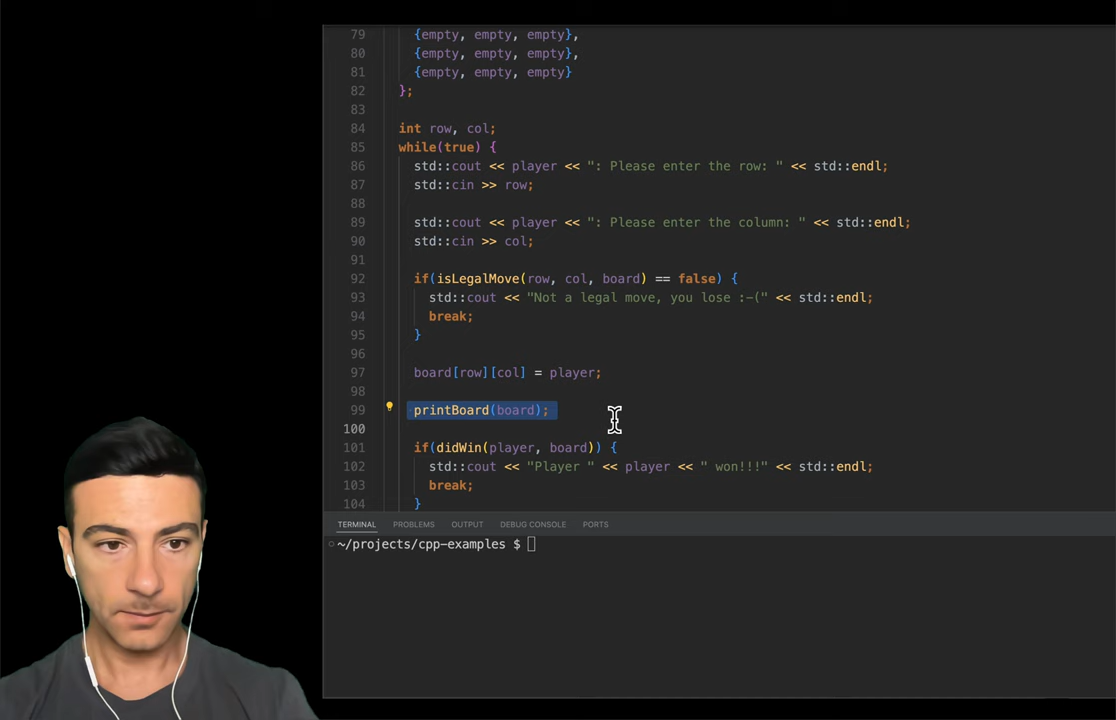 79 {empty, empty, empty},
80 {empty, empty, empty},
81 {empty, empty, empty}
82 };
83
84 int row, col;
85 while(true) {
86 std::cout << player << ": Please enter the row: " << std::endl;
87 std::cin >> row;
88
89 std::cout << player << ": Please enter the column: " << std::endl;
90 std::cin >> col;
91
92 if(isLegalMove(row, col, board) == false) {
93 std::cout << "Not a legal move, you lose :-(" << std::endl;
94 break;
95 }
96
97 board[row][col] = player;
98
99 printBoard(board);
100
101 if(didWin(player, board)) {
102 std::cout << "Player " << player << " won!!!" << std::endl;
103 break;
104 }
TERMINAL PROBLEMS OUTPUT DEBUG CONSOLE PORTS
~/projects/cpp-examples $